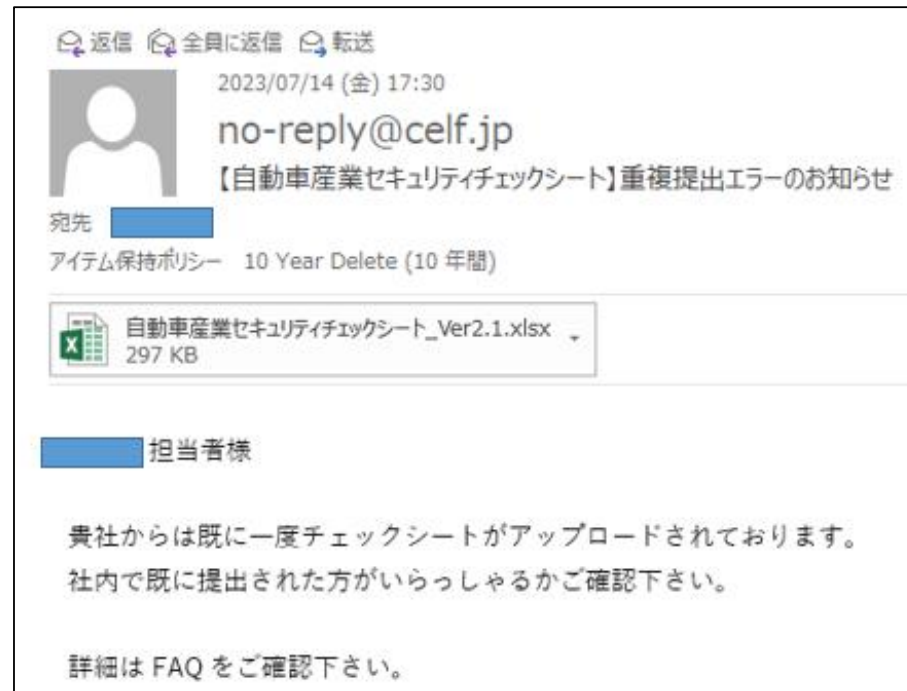 返信 全員に返信 転送
2023/07/14 (金) 17:30
no-reply@celf.jp
【自動車産業セキュリティチェックシート】重複提出エラーのお知らせ
宛先
アイテム保持ポリシー 10 Year Delete (10 年間)
自動車産業セキュリティチェックシート_Ver2.1.xlsx
297 KB
担当者様
貴社からは既に一度チェックシートがアップロードされております。
社内で既に提出された方がいらっしゃるかご確認下さい。
詳細は FAQ をご確認下さい。